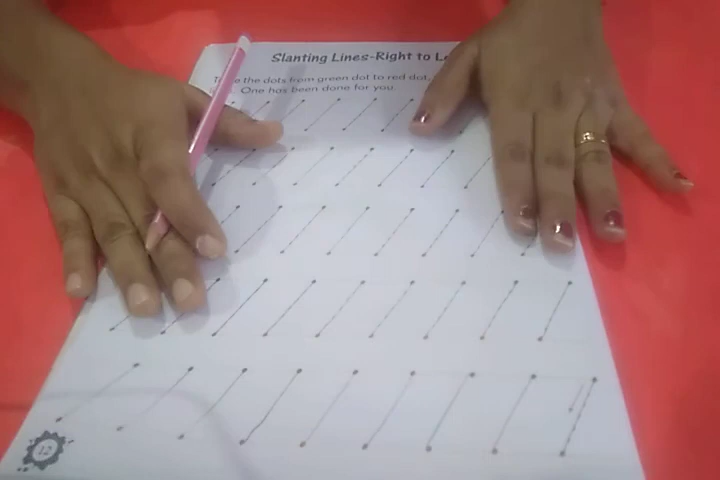 Slanting Lines-Right to
the dots from green dot to red dot.
One has been done for you.
12